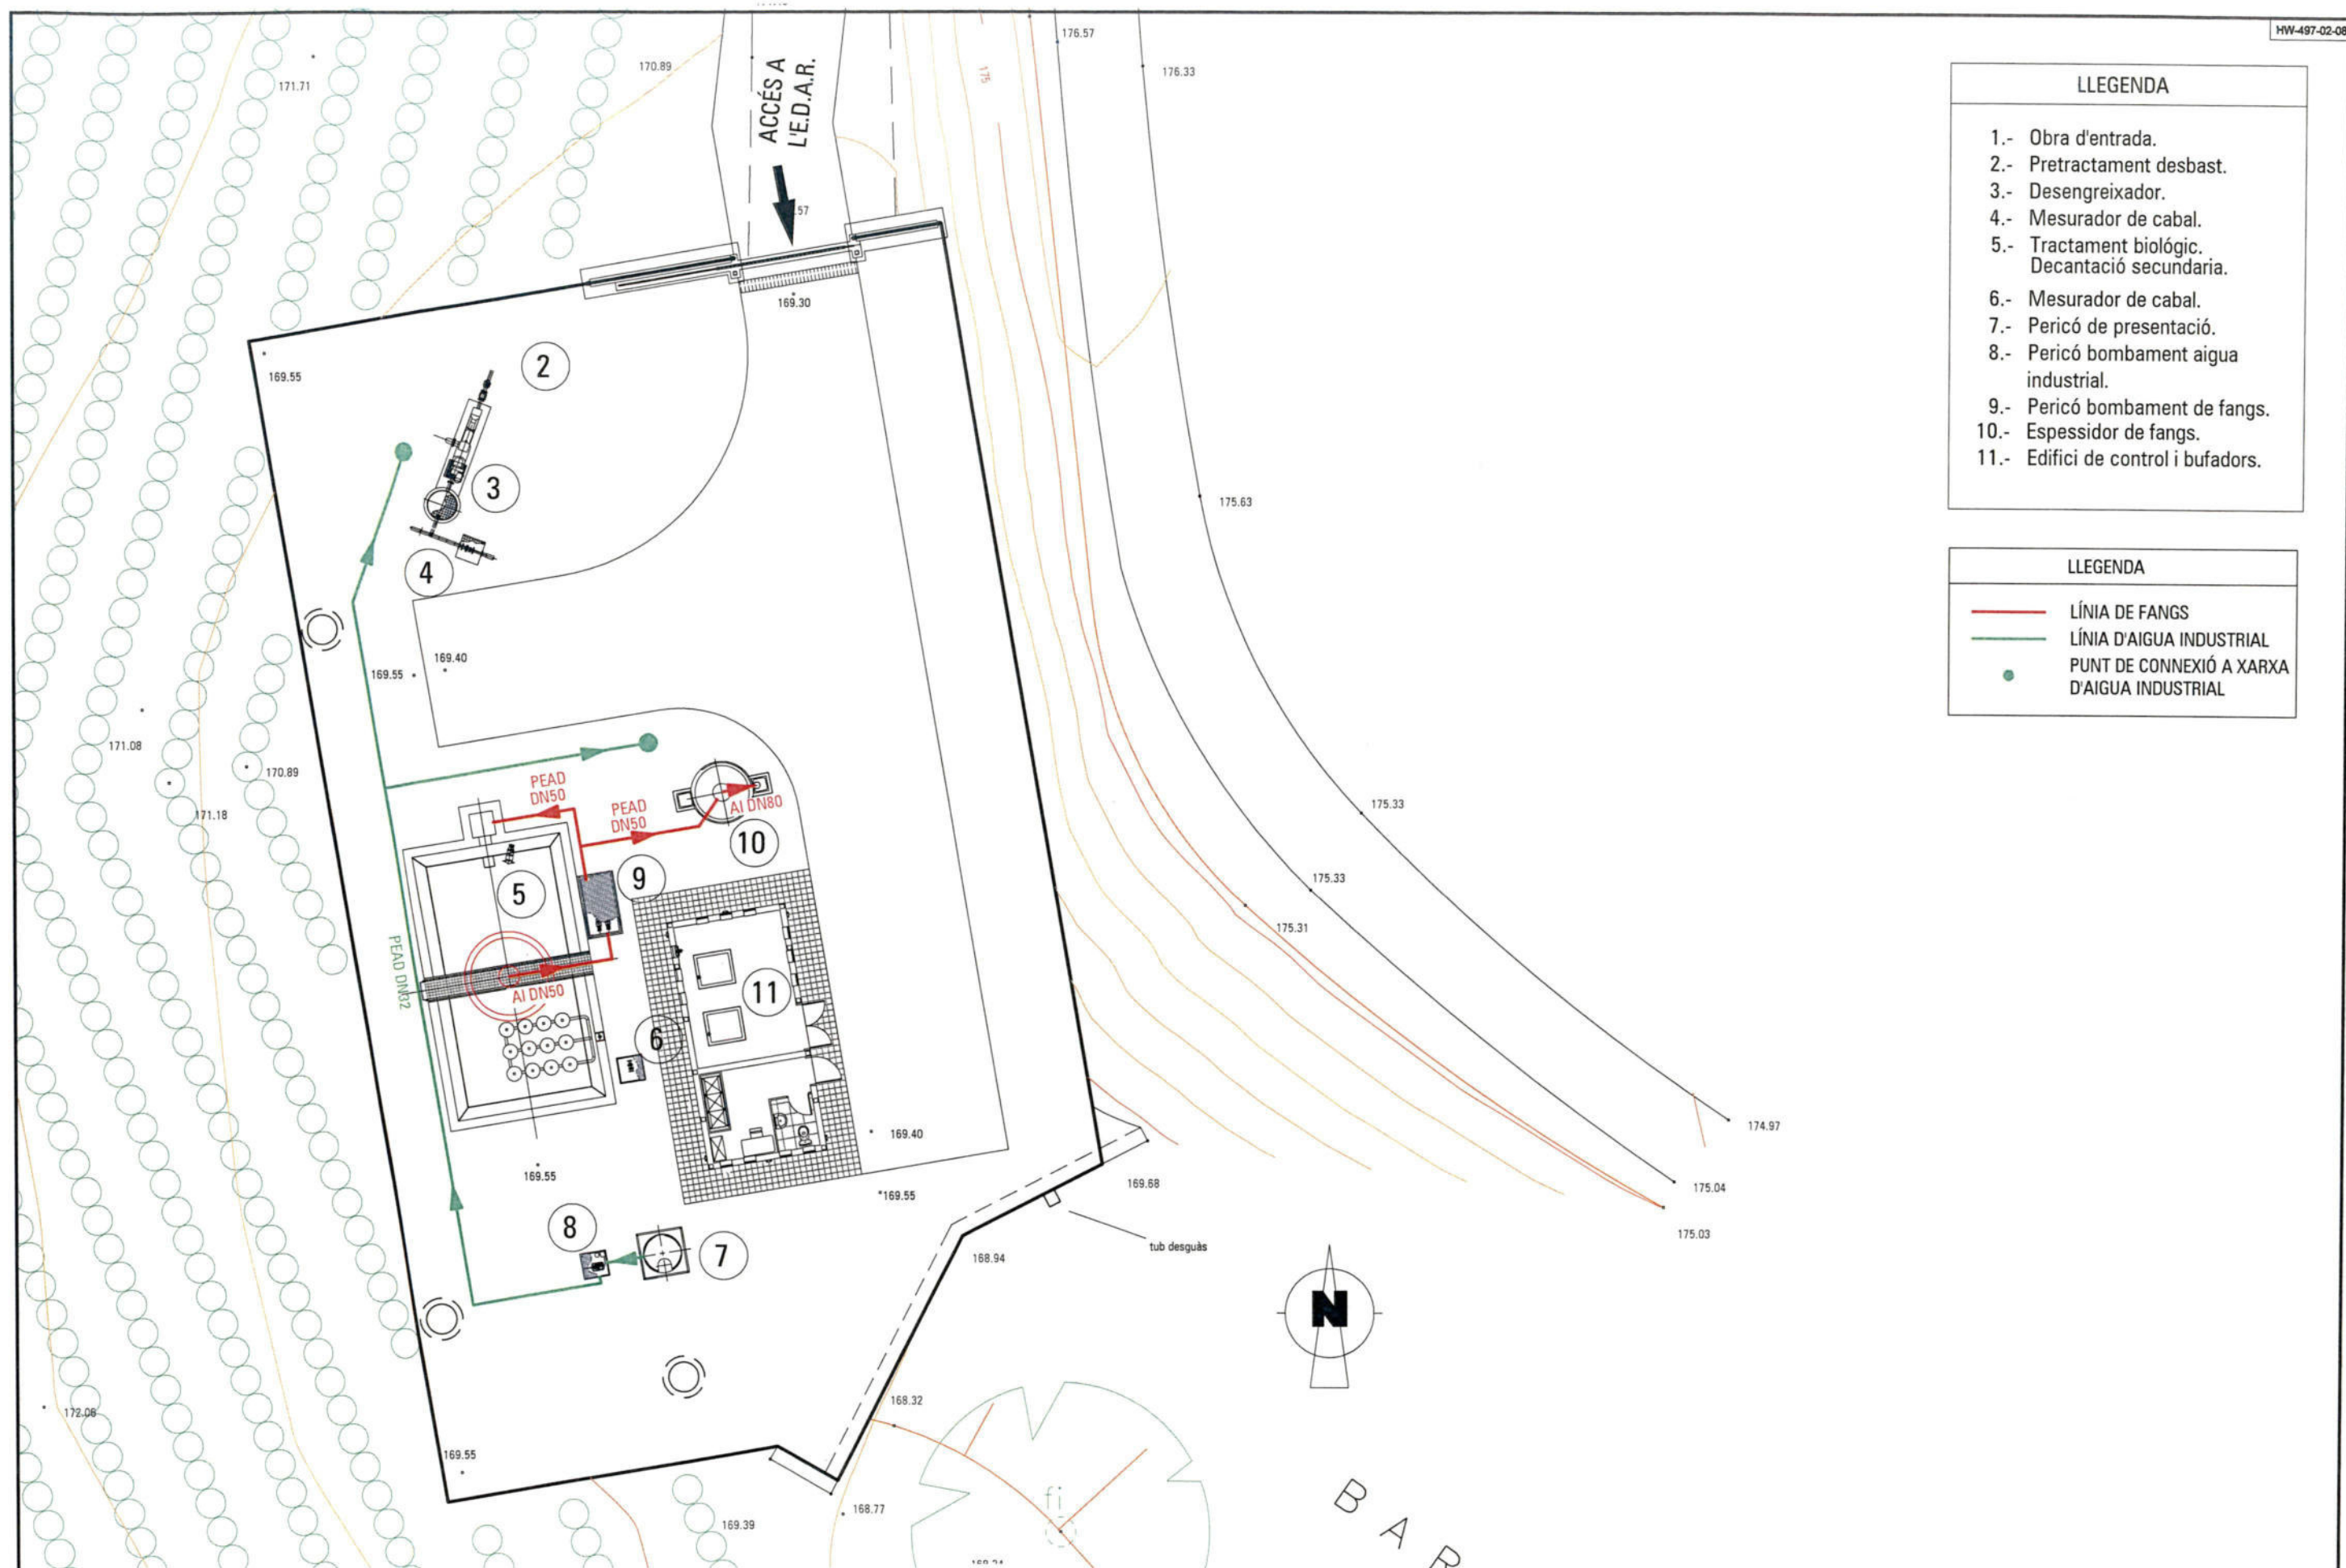 HW-497-02-08
LLEGENDA
1.- Obra d'entrada.
2.- Pretractament desbast.
3.- Desengreixador.
4.- Mesurador de cabal.
5.- Tractament biològic.
Decantació secundaria.
6.- Mesurador de cabal.
7.- Pericó de presentació.
8.- Pericó bombament aigua
industrial.
9.- Pericó bombament de fangs.
10.- Espessidor de fangs.
11.- Edifici de control i bufadors.
LLEGENDA
LÍNIA DE FANGS
LÍNIA D'AIGUA INDUSTRIAL
PUNT DE CONNEXIÓ A XARXA
D'AIGUA INDUSTRIAL
ACCÉS A
L'E.D.A.R.
176.57
175
176.33
170.89
171.71
.57
169.30
169.55
2
3
4
175.63
169.40
169.55
171.08
170.89
171.18
PEAD
DN50
PEAD
DN50
AI DN80
10
9
5
175.33
175.33
175.31
PEAD DN32
AI DN50
11
6
169.40
174.97
169.55
169.55
169.68
175.04
175.03
8
7
tub desguàs
168.94
N
168.32
172.06
169.55
168.77
169.39
fi
BAR